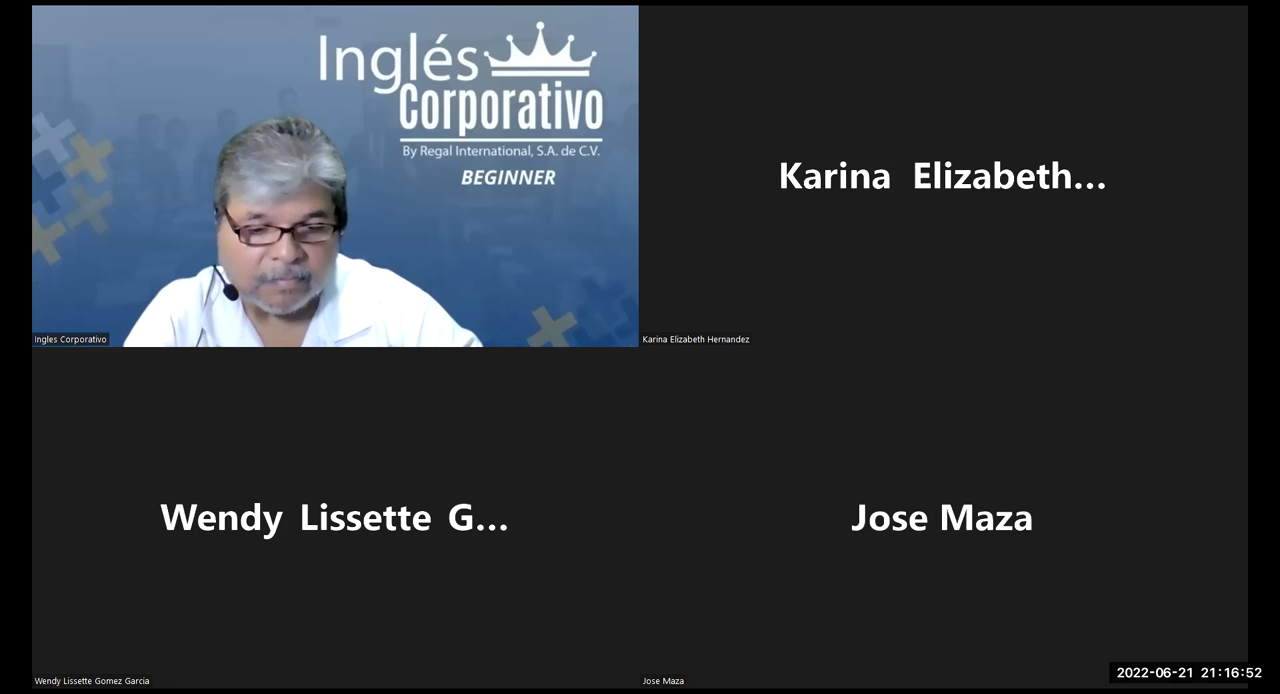 Inglés
Corporativo
By Regal International, S.A. de C.V.
BEGINNER
Ingles Corporativo
Karina Elizabeth...
Karina Elizabeth Hernandez
Wendy Lissette G...
Wendy Lissette Gomez Garcia
Jose Maza
Jose Maza
2022-06-21 21:16:52